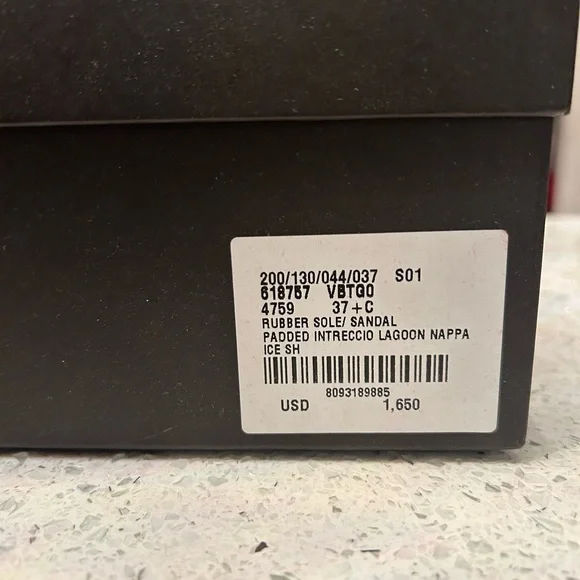 200/130/044/037 S01
618757 VBTG0
4759 37+C
RUBBER SOLE/ SANDAL
PADDED INTRECCIO LAGOON NAPPA
ICE SH
8093189885
USD 1,650